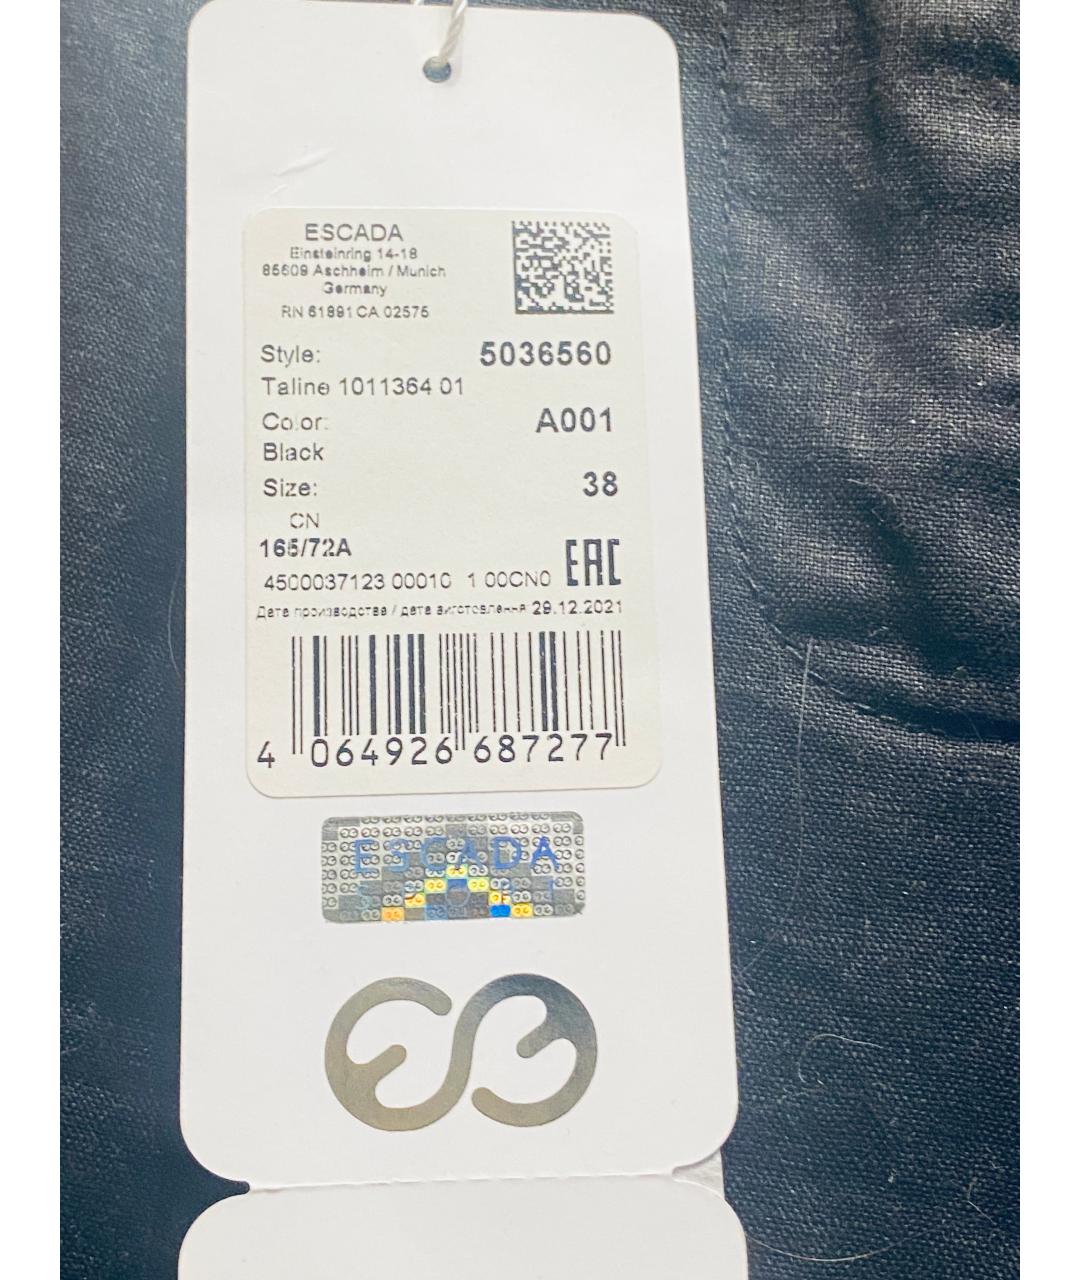 ESCADA
Einsteinring 14-18
85609 Aschheim / Munich
Germany
RN 61891 CA 02575
Style: 5036560
Taline 1011364 01
Color: A001
Black
Size: 38
CN
165/72A
4500037123 00010 1 00CN0 EAC
Дата производства / дата изготовления: 29.12.2021
4 064926 687277
ESCADA